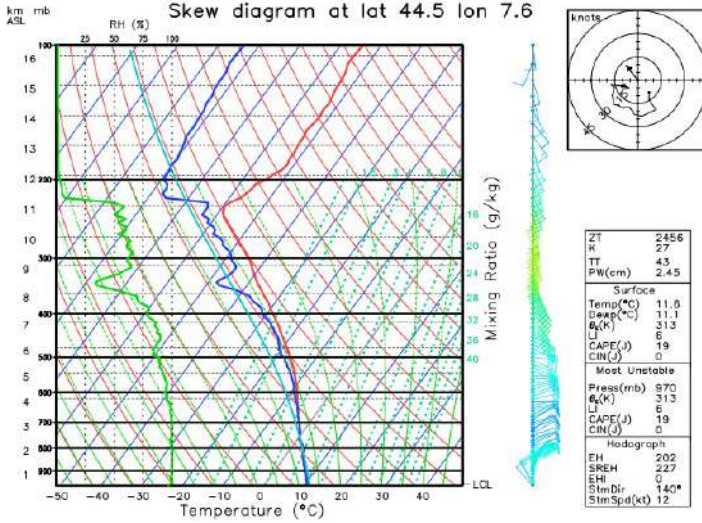 km mb
ASL
Skew diagram at lat 44.5 lon 7.6
RH (%)
25 50 75 100
16
15
14
13
12
11
10
9
8
7
6
5
4
3
2
1
100
200
300
400
500
600
700
800
900
16
20
24
28
32
36
40
Mixing Ratio (g/kg)
LCL
-50 -40 -30 -20 -10 0 10 20 30 40
Temperature (°C)
knots
15
30
45
ZT 2456
K 27
TT 43
PW(cm) 2.45
Surface
Temp(°C) 11.6
Dewp(°C) 11.1
θE(K) 313
LI 6
CAPE(J) 19
CIN(J) 0
Most Unstable
Press(mb) 970
θE(K) 313
LI 6
CAPE(J) 19
CIN(J) 0
Hodograph
EH 202
SREH 227
EHI 0
StmDir 140°
StmSpd(kt) 12